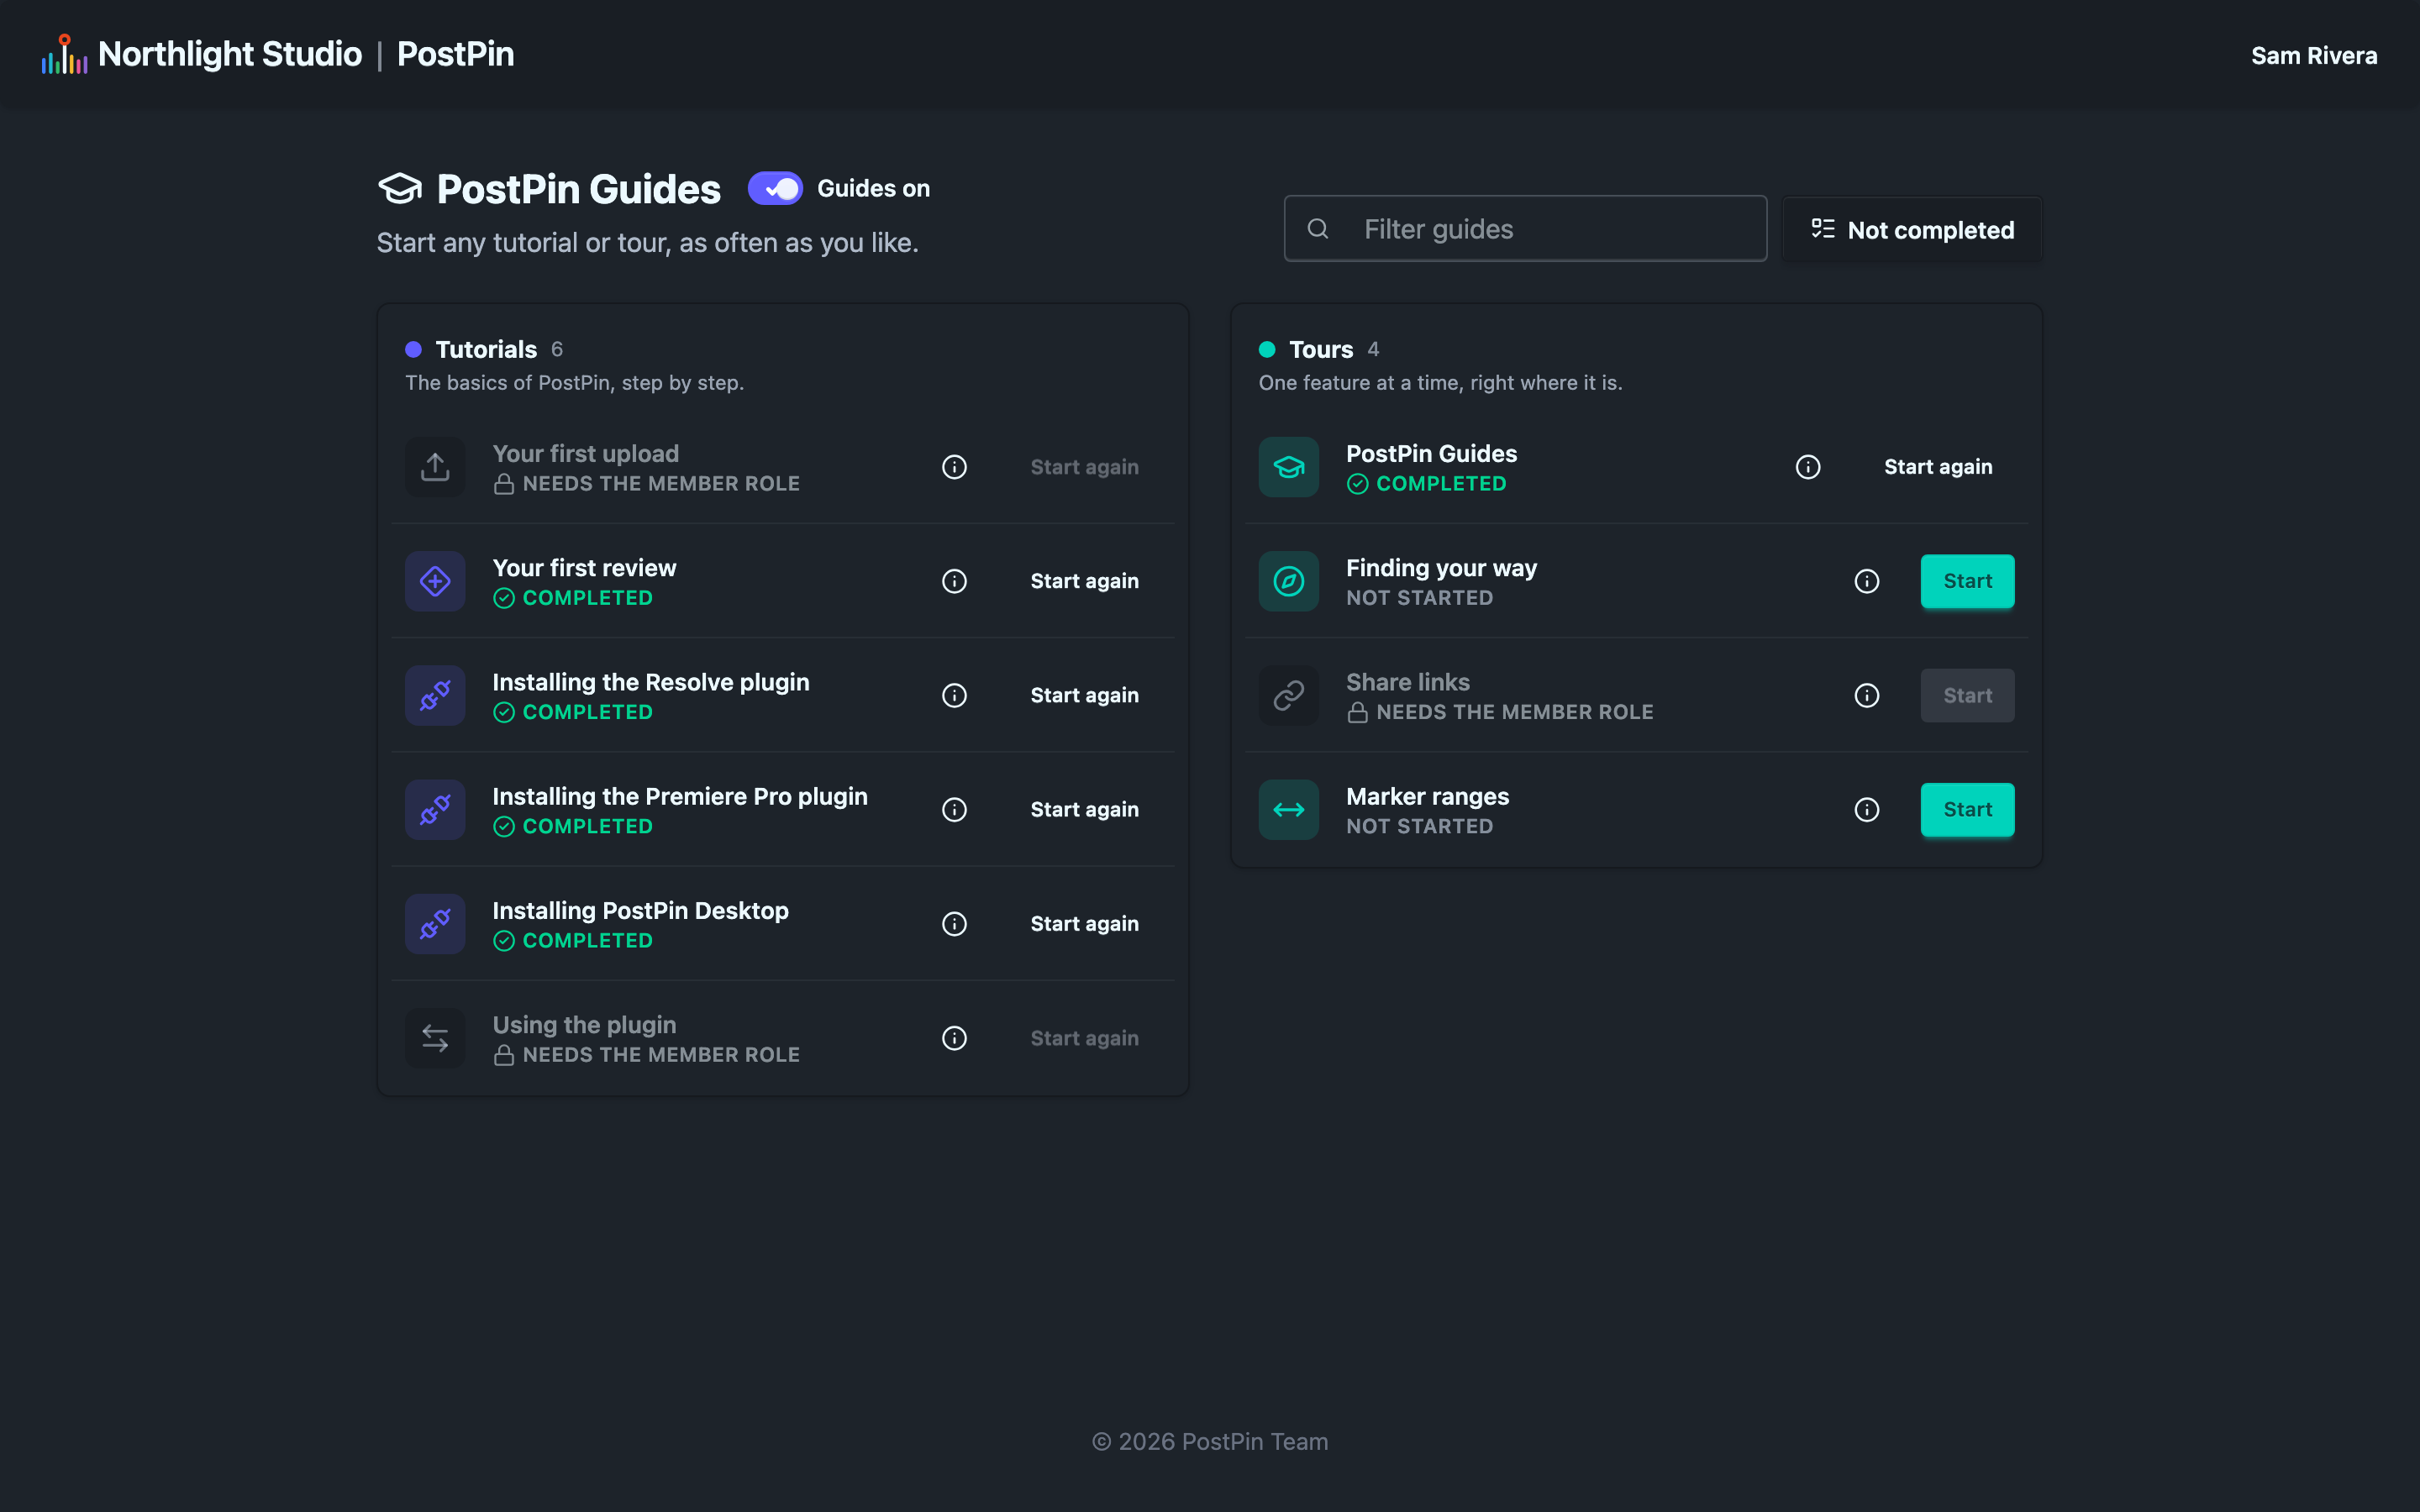 Northlight Studio | PostPin
Sam Rivera
PostPin Guides
Guides on
Start any tutorial or tour, as often as you like.
Filter guides
Not completed
Tutorials 6
The basics of PostPin, step by step.
Your first upload
NEEDS THE MEMBER ROLE
Start again
Your first review
COMPLETED
Start again
Installing the Resolve plugin
COMPLETED
Start again
Installing the Premiere Pro plugin
COMPLETED
Start again
Installing PostPin Desktop
COMPLETED
Start again
Using the plugin
NEEDS THE MEMBER ROLE
Start again
Tours 4
One feature at a time, right where it is.
PostPin Guides
COMPLETED
Start again
Finding your way
NOT STARTED
Start
Share links
NEEDS THE MEMBER ROLE
Start
Marker ranges
NOT STARTED
Start
© 2026 PostPin Team